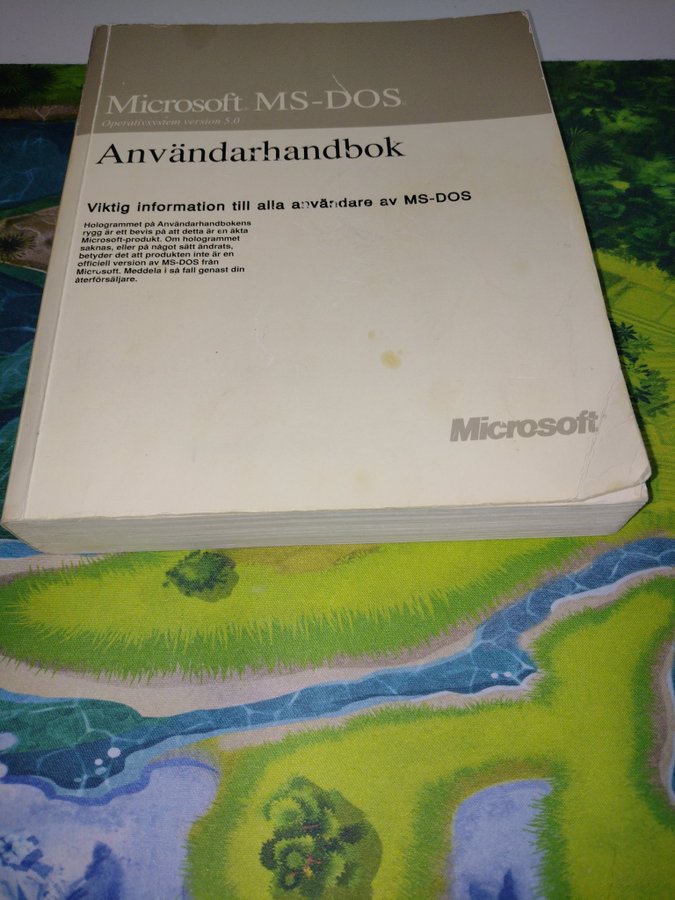 Microsoft MS-DOS
Operativsystem version 5.0
Användarhandbok
Viktig information till alla användare av MS-DOS
Hologrammet på Användarhandbokens
rygg är ett bevis på att detta är en äkta
Microsoft-produkt. Om hologrammet
saknas, eller på något sätt ändrats,
betyder det att produkten inte är en
officiell version av MS-DOS från
Microsoft. Meddela i så fall genast din
återförsäljare.
Microsoft